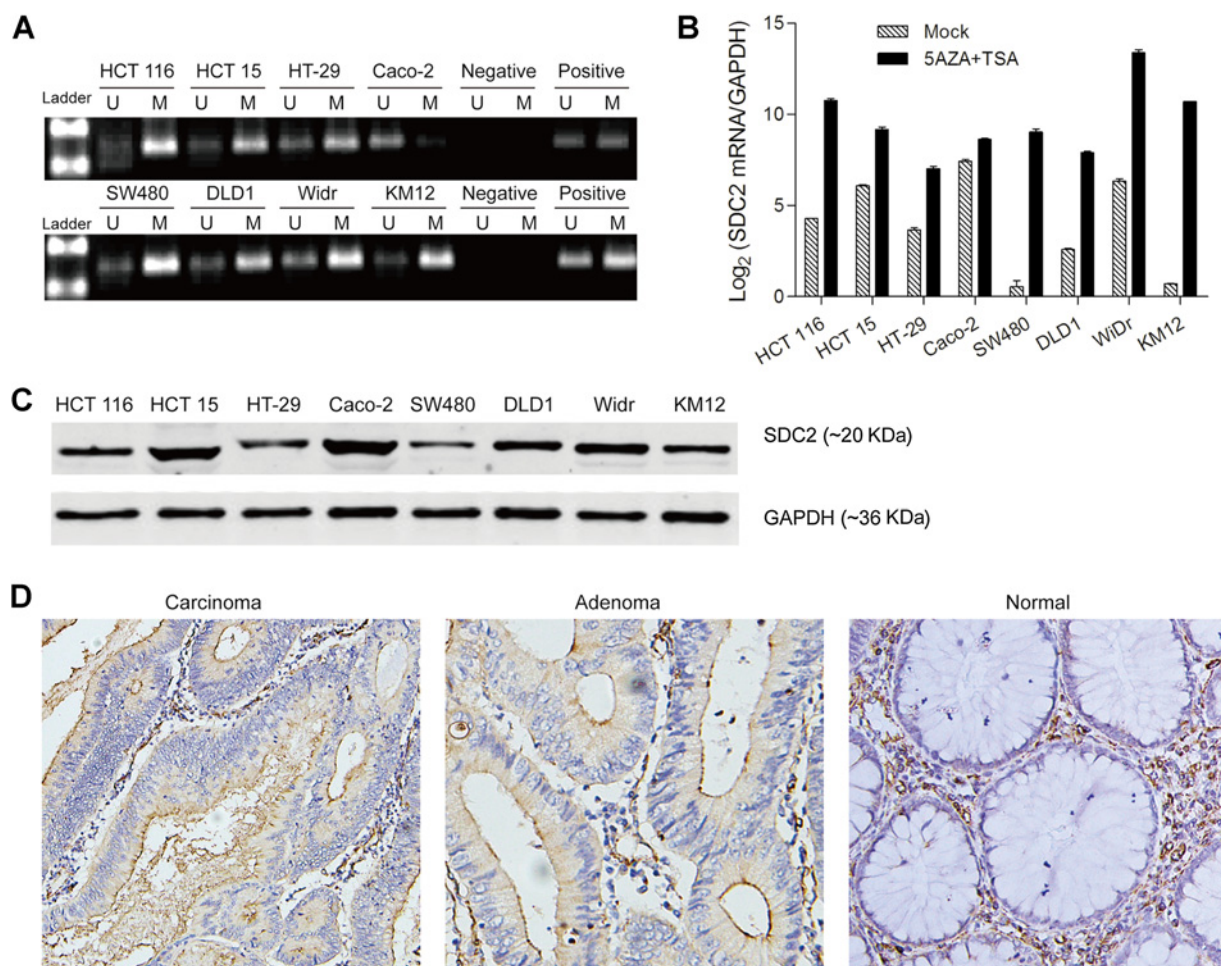 A
HCT 116 HCT 15 HT-29 Caco-2 Negative Positive
Ladder U M U M U M U M U M U M
SW480 DLD1 Widr KM12 Negative Positive
Ladder U M U M U M U M U M U M
B
Log2 (SDC2 mRNA/GAPDH)
15
10
5
0
Mock
5AZA+TSA
HCT 116 HCT 15 HT-29 Caco-2 SW480 DLD1 WiDr KM12
C
HCT 116 HCT 15 HT-29 Caco-2 SW480 DLD1 Widr KM12
SDC2 (~20 KDa)
GAPDH (~36 KDa)
D
Carcinoma Adenoma Normal